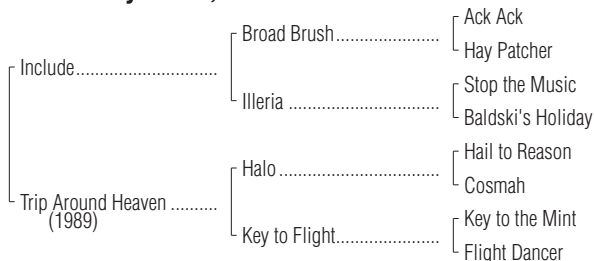 Ack Ack
Broad Brush....................
Hay Patcher
Include...........................
Stop the Music
Illeria .............................
Baldski's Holiday
Hail to Reason
Halo ...............................
Cosmah
Trip Around Heaven .........
(1989)
Key to the Mint
Key to Flight....................
Flight Dancer